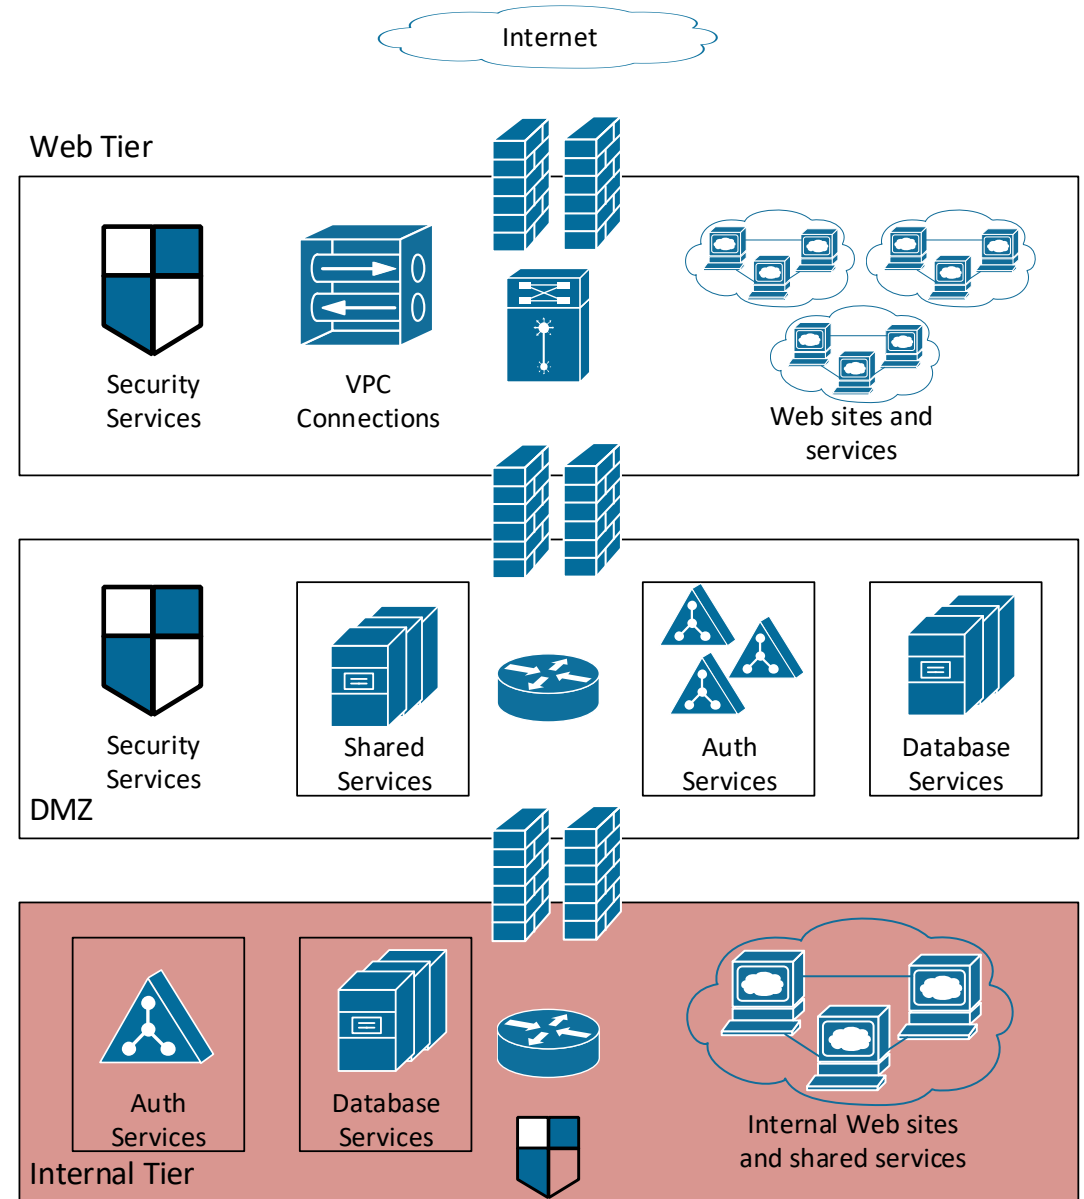 Internet
Web Tier
Security
Services
VPC
Connections
Web sites and
services
Security
Services
Shared
Services
Auth
Services
Database
Services
DMZ
Auth
Services
Database
Services
Internal Web sites
and shared services
Internal Tier